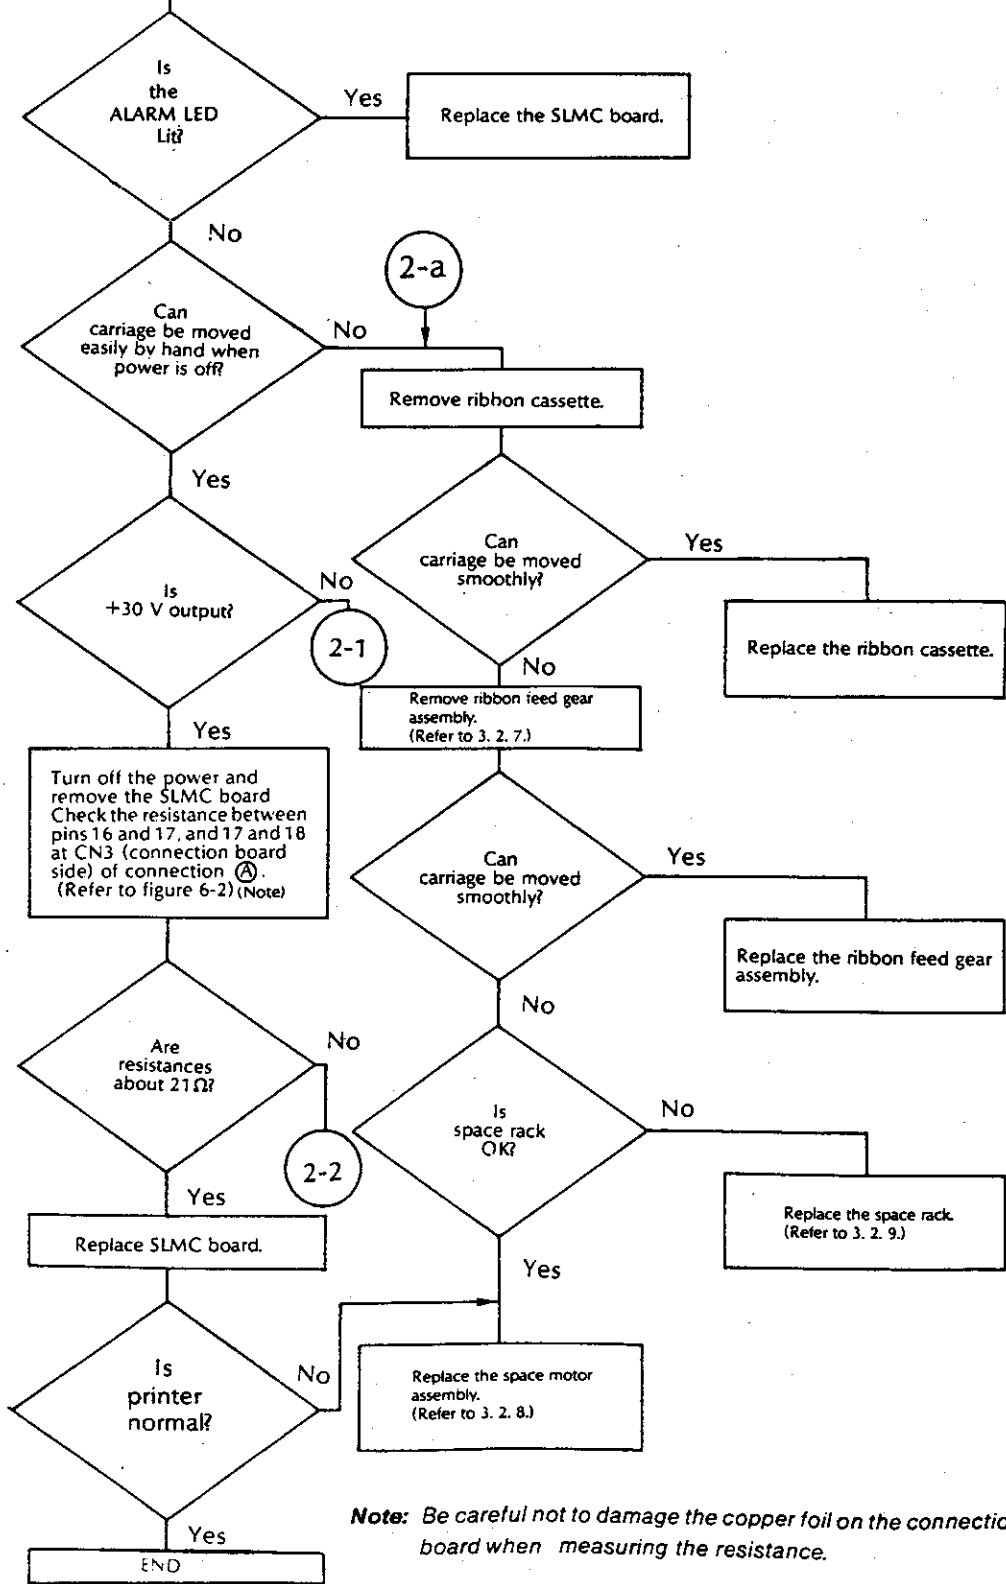 Is
the
ALARM LED
Lit?
Yes
Replace the SLMC board.
No
2-a
Can
carriage be moved
easily by hand when
power is off?
No
Remove ribbon cassette.
Yes
Can
carriage be moved
smoothly?
Yes
Replace the ribbon cassette.
Is
+30 V output?
No
2-1
No
Remove ribbon feed gear
assembly.
(Refer to 3. 2. 7.)
Yes
Turn off the power and
remove the SLMC board
Check the resistance between
pins 16 and 17, and 17 and 18
at CN3 (connection board
side) of connection Ⓐ.
(Refer to figure 6-2) (Note)
Can
carriage be moved
smoothly?
Yes
Replace the ribbon feed gear
assembly.
No
Are
resistances
about 21Ω?
No
2-2
Is
space rack
OK?
No
Replace the space rack.
(Refer to 3. 2. 9.)
Yes
Replace SLMC board.
Yes
Is
printer
normal?
No
Replace the space motor
assembly.
(Refer to 3. 2. 8.)
Yes
END
Note: Be careful not to damage the copper foil on the connectio
board when measuring the resistance.